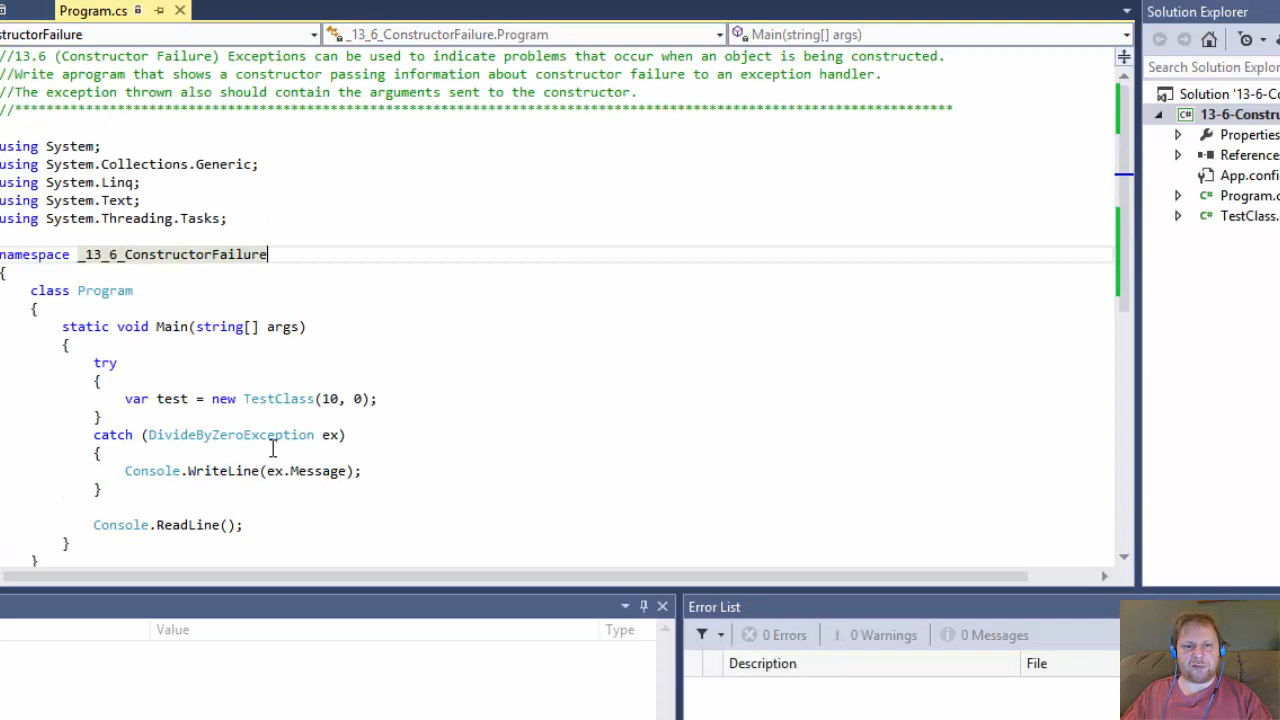 Program.cs
Solution Explorer
structorFailure
_13_6_ConstructorFailure.Program
Main(string[] args)
//13.6 (Constructor Failure) Exceptions can be used to indicate problems that occur when an object is being constructed.
//Write aprogram that shows a constructor passing information about constructor failure to an exception handler.
//The exception thrown also should contain the arguments sent to the constructor.
//***********************************************************************************************************************
using System;
using System.Collections.Generic;
using System.Linq;
using System.Text;
using System.Threading.Tasks;
namespace _13_6_ConstructorFailure
{
class Program
{
static void Main(string[] args)
{
try
{
var test = new TestClass(10, 0);
}
catch (DivideByZeroException ex)
{
Console.WriteLine(ex.Message);
}
Console.ReadLine();
}
}
Search Solution Explor
Solution '13-6-Co
C# 13-6-Constru
Properties
Reference
App.confi
C# Program.c
C# TestClass.
Value
Type
Error List
0 Errors
0 Warnings
0 Messages
Description
File